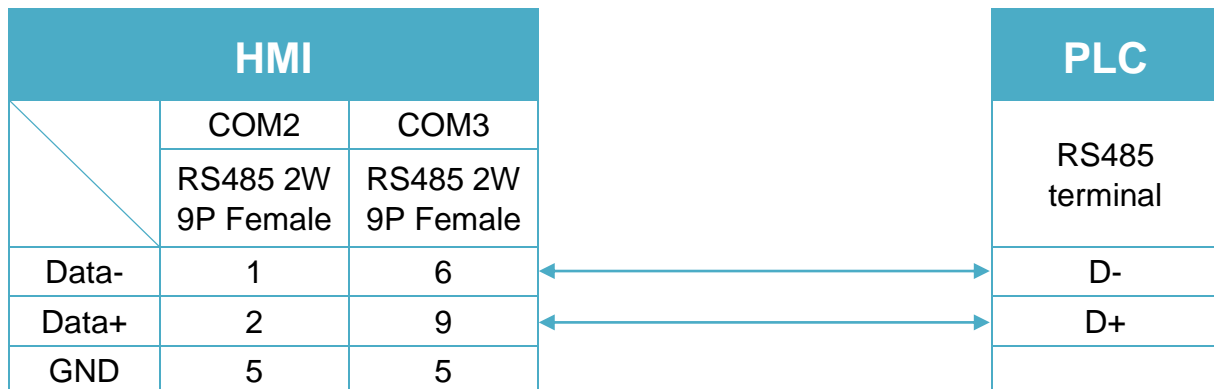 HMI PLC
COM2 COM3
RS485 2W RS485 2W RS485
9P Female 9P Female terminal
Data- 1 6 D-
Data+ 2 9 D+
GND 5 5